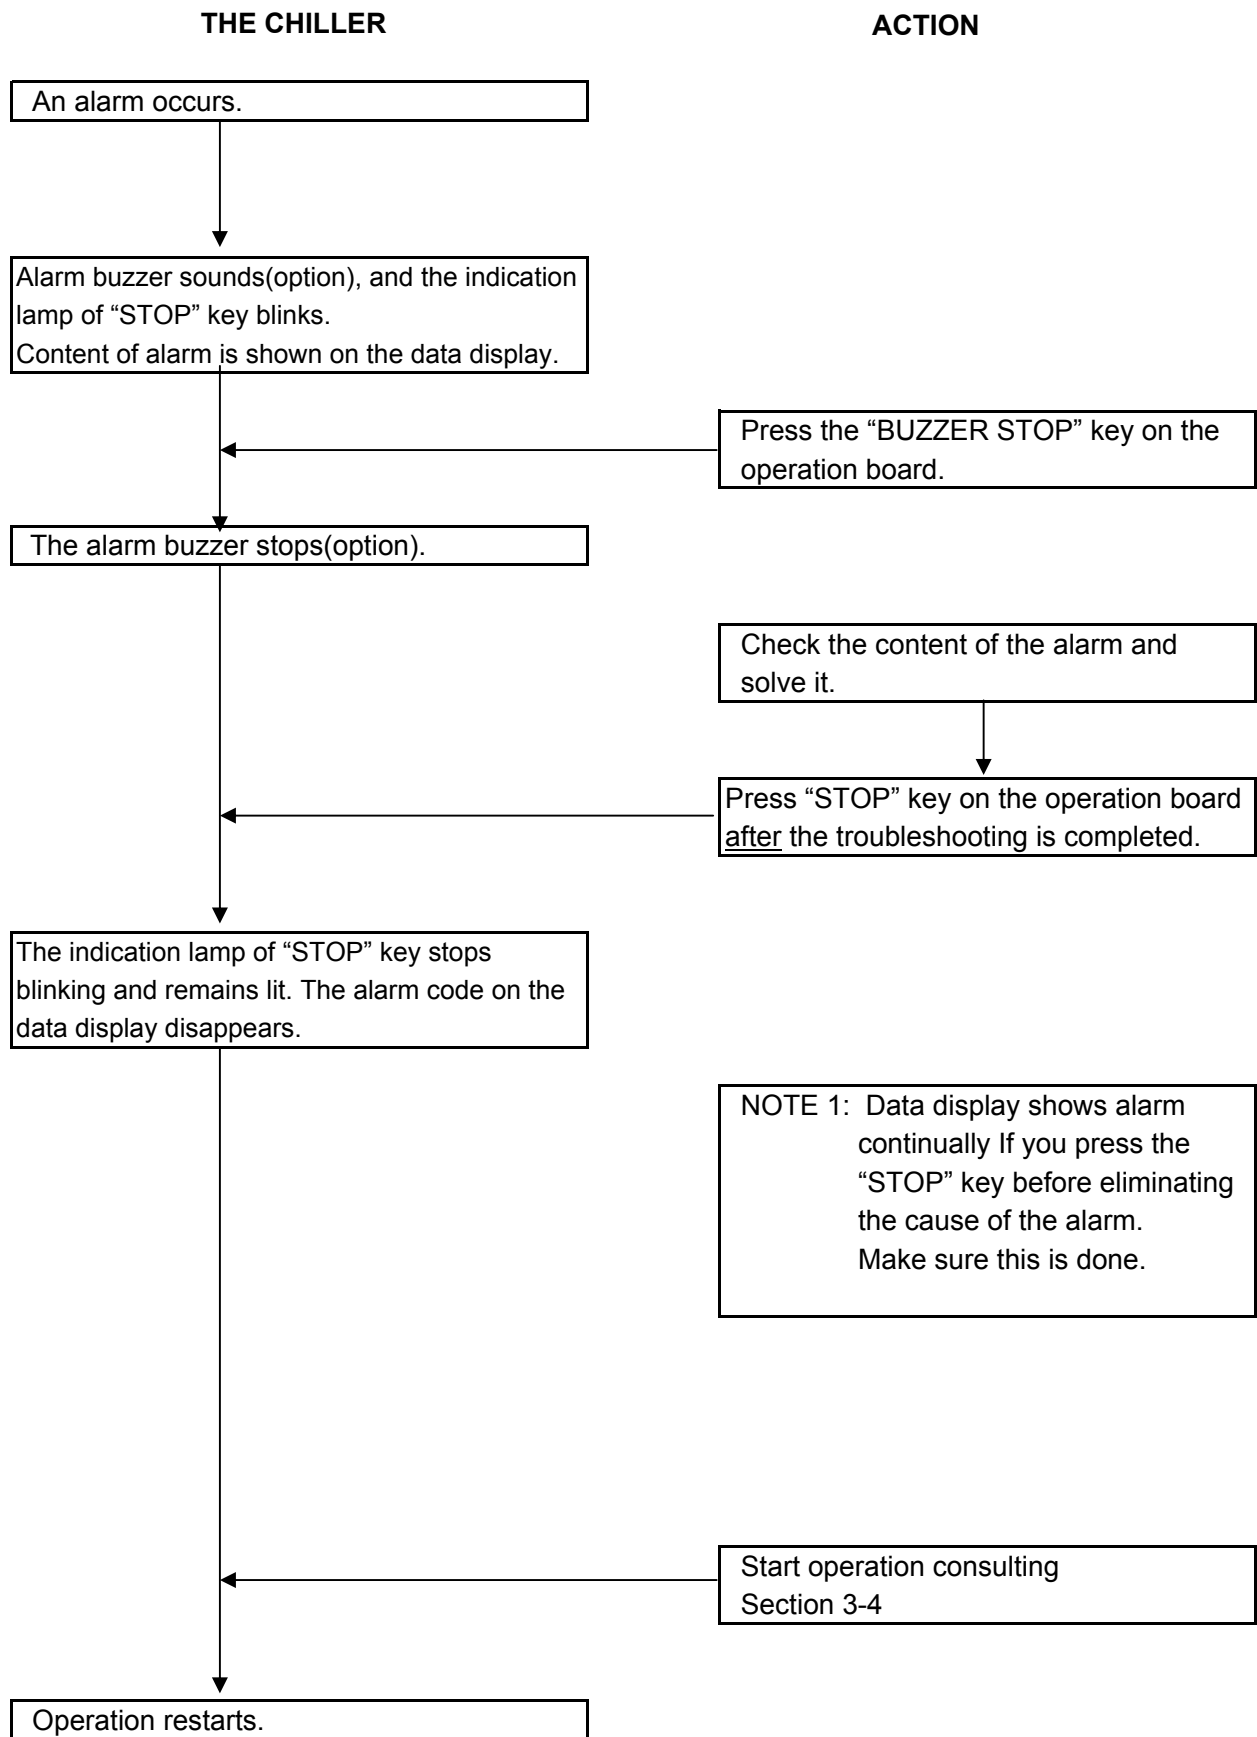 THE CHILLER
ACTION
An alarm occurs.
Alarm buzzer sounds(option), and the indication
lamp of “STOP” key blinks.
Content of alarm is shown on the data display.
Press the “BUZZER STOP” key on the
operation board.
The alarm buzzer stops(option).
Check the content of the alarm and
solve it.
Press “STOP” key on the operation board
after the troubleshooting is completed.
The indication lamp of “STOP” key stops
blinking and remains lit. The alarm code on the
data display disappears.
NOTE 1: Data display shows alarm
continually If you press the
“STOP” key before eliminating
the cause of the alarm.
Make sure this is done.
Start operation consulting
Section 3-4
Operation restarts.